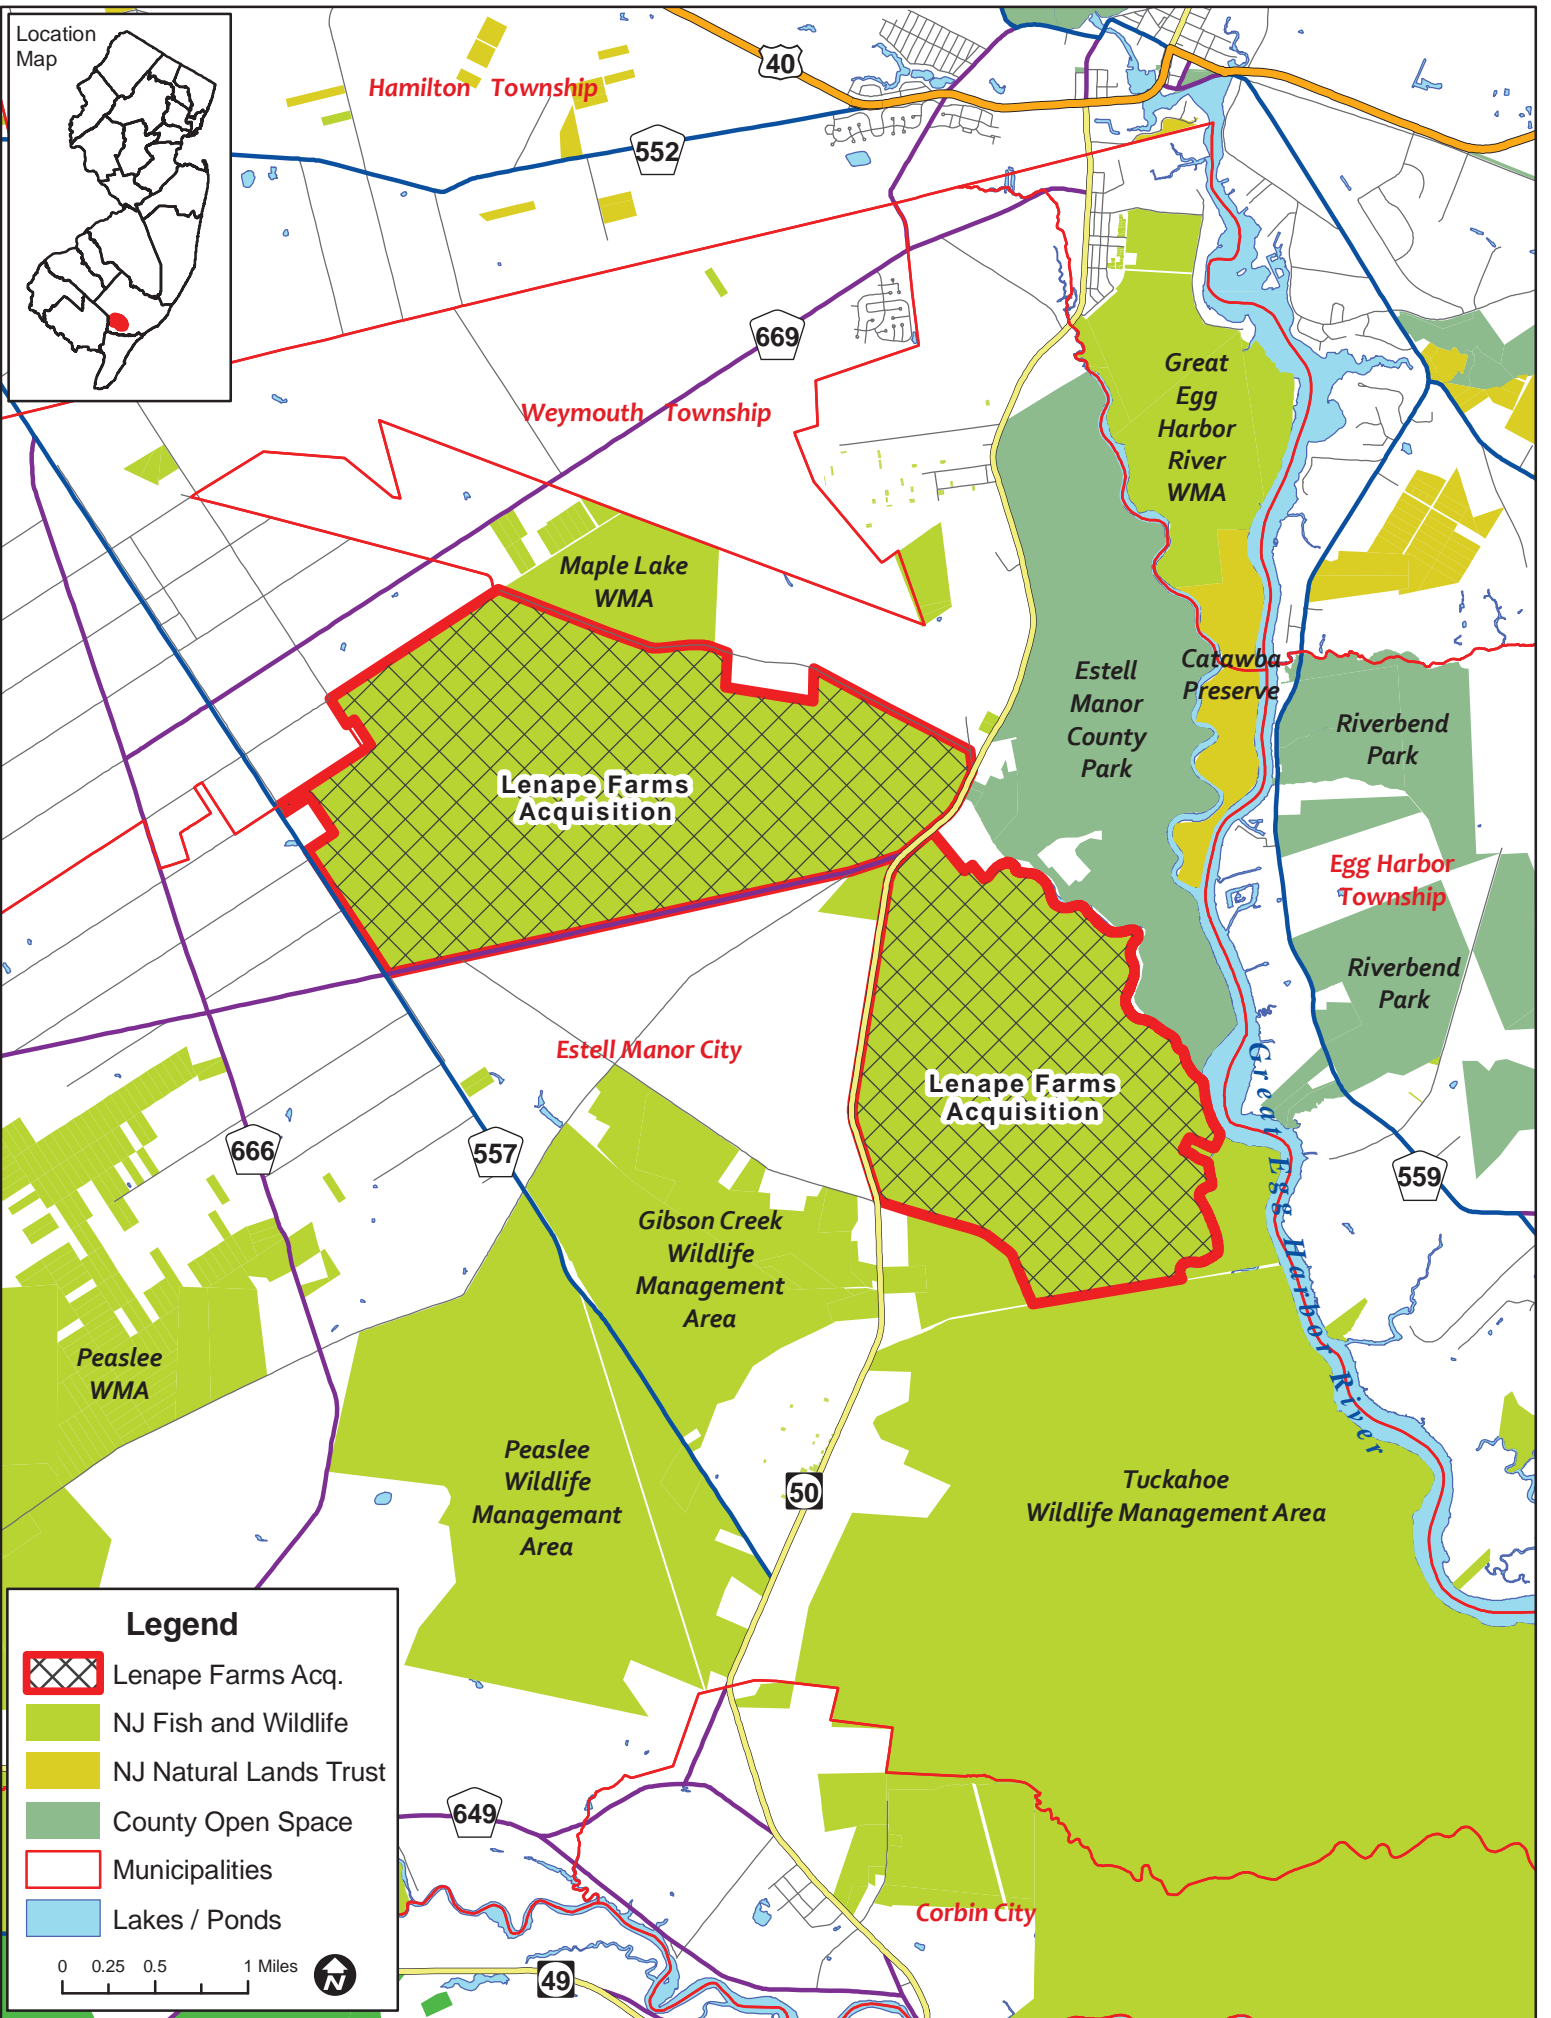 Location
Map
40
Hamilton Township
552
669
Great
Egg
Harbor
River
WMA
Weymouth Township
Maple Lake
WMA
Catawba
Preserve
Estell
Manor
County
Park
Riverbend
Park
Lenape Farms
Acquisition
Egg Harbor
Township
Riverbend
Park
Estell Manor City
Lenape Farms
Acquisition
Great Egg Harbor River
666
557
559
Gibson Creek
Wildlife
Management
Area
Peaslee
WMA
Peaslee
Wildlife
Managemant
Area
50
Tuckahoe
Wildlife Management Area
Legend
Lenape Farms Acq.
NJ Fish and Wildlife
NJ Natural Lands Trust
County Open Space
Municipalities
Lakes / Ponds
0 0.25 0.5 1 Miles
N
649
Corbin City
49